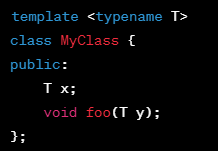 template <typename T>
class MyClass {
public:
    T x;
    void foo(T y);
};